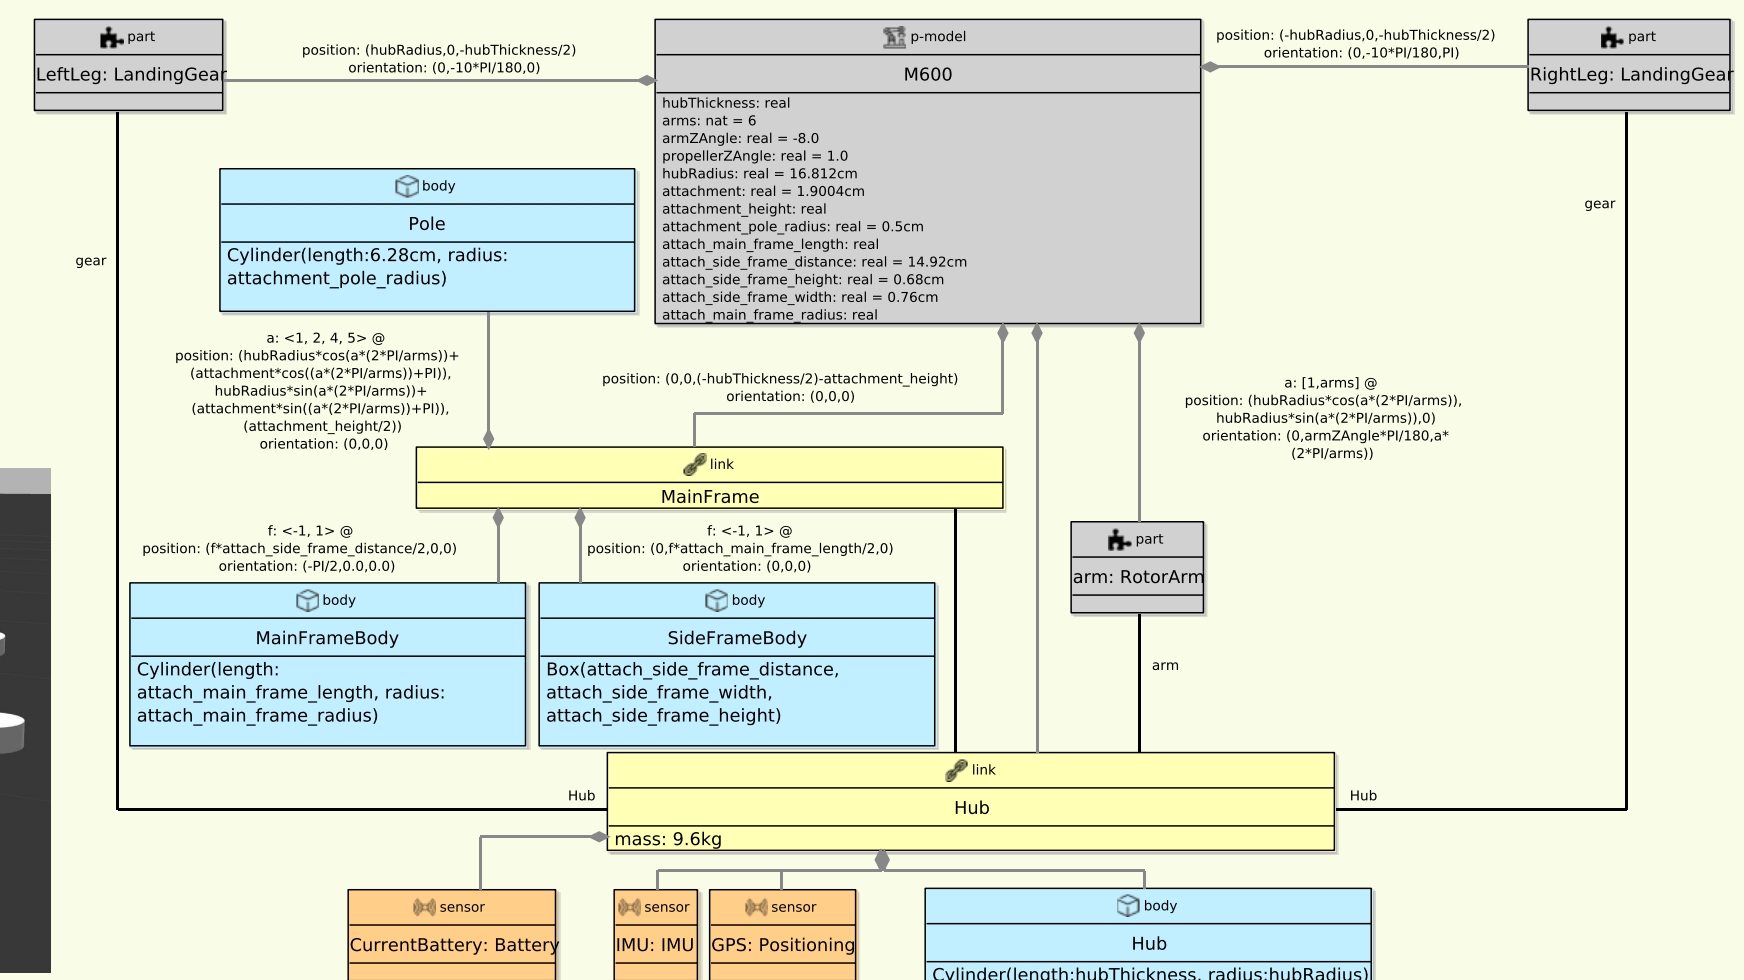 part
LeftLeg: LandingGear
position: (hubRadius,0,-hubThickness/2)
orientation: (0,-10*PI/180,0)
p-model
M600
hubThickness: real
arms: nat = 6
armZAngle: real = -8.0
propellerZAngle: real = 1.0
hubRadius: real = 16.812cm
attachment: real = 1.9004cm
attachment_height: real
attachment_pole_radius: real = 0.5cm
attach_main_frame_length: real
attach_side_frame_distance: real = 14.92cm
attach_side_frame_height: real = 0.68cm
attach_side_frame_width: real = 0.76cm
attach_main_frame_radius: real
position: (-hubRadius,0,-hubThickness/2)
orientation: (0,-10*PI/180,PI)
part
RightLeg: LandingGear
body
Pole
Cylinder(length:6.28cm, radius:
attachment_pole_radius)
gear
gear
a: <1, 2, 4, 5> @
position: (hubRadius*cos(a*(2*PI/arms))+
(attachment*cos((a*(2*PI/arms))+PI)),
hubRadius*sin(a*(2*PI/arms))+
(attachment*sin((a*(2*PI/arms))+PI)),
(attachment_height/2))
orientation: (0,0,0)
position: (0,0,(-hubThickness/2)-attachment_height)
orientation: (0,0,0)
a: [1,arms] @
position: (hubRadius*cos(a*(2*PI/arms)),
hubRadius*sin(a*(2*PI/arms)),0)
orientation: (0,armZAngle*PI/180,a*
(2*PI/arms))
link
MainFrame
f: <-1, 1> @
position: (f*attach_side_frame_distance/2,0,0)
orientation: (-PI/2,0.0,0.0)
f: <-1, 1> @
position: (0,f*attach_main_frame_length/2,0)
orientation: (0,0,0)
part
arm: RotorArm
body
MainFrameBody
Cylinder(length:
attach_main_frame_length, radius:
attach_main_frame_radius)
body
SideFrameBody
Box(attach_side_frame_distance,
attach_side_frame_width,
attach_side_frame_height)
arm
Hub
link
Hub
mass: 9.6kg
Hub
sensor
CurrentBattery: Battery
sensor
IMU: IMU
sensor
GPS: Positioning
body
Hub
Cylinder(length:hubThickness, radius:hubRadius)